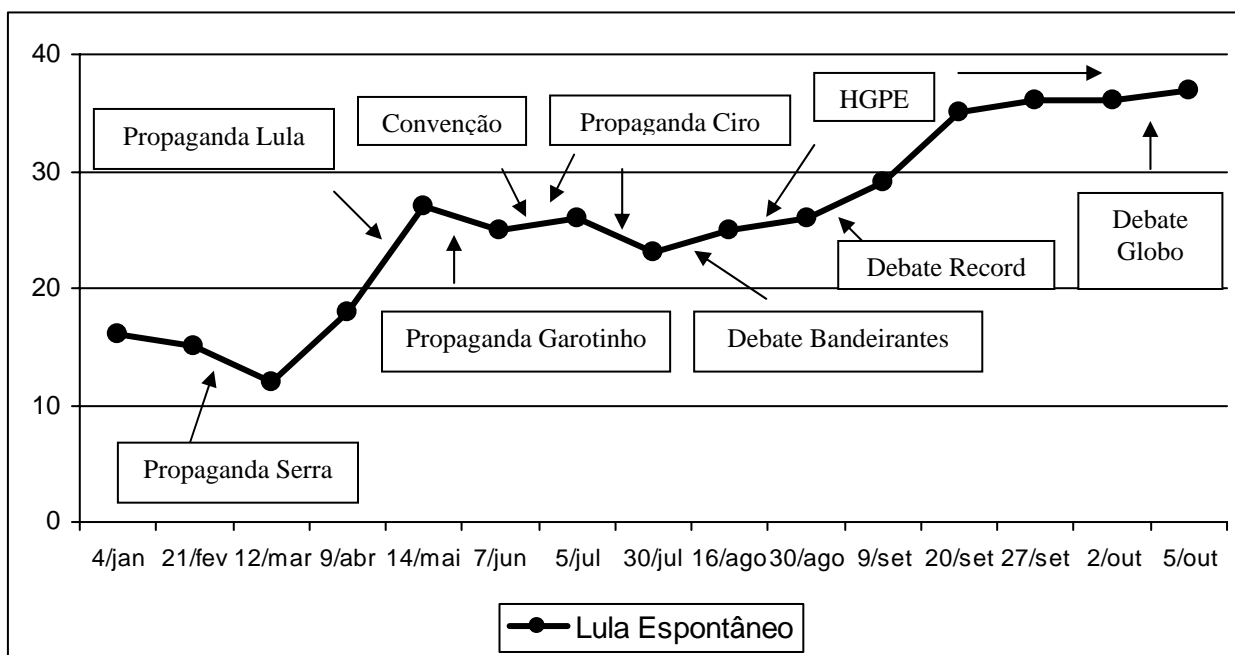 40
HGPE
Propaganda Lula
Convenção
Propaganda Ciro
30
Debate
Globo
Debate Record
20
Propaganda Garotinho
Debate Bandeirantes
10
Propaganda Serra
0
4/jan 21/fev 12/mar 9/abr 14/mai 7/jun 5/jul 30/jul 16/ago 30/ago 9/set 20/set 27/set 2/out 5/out
Lula Espontâneo